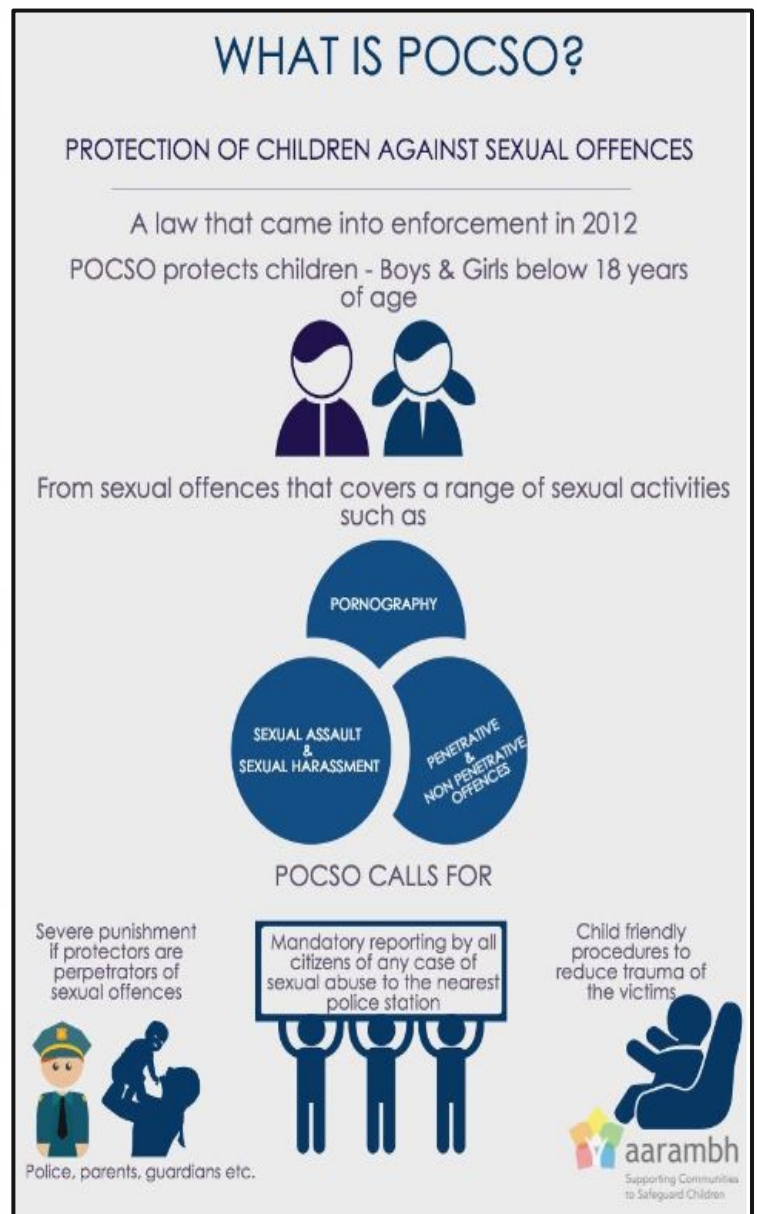 WHAT IS POCSO?
PROTECTION OF CHILDREN AGAINST SEXUAL OFFENCES
A law that came into enforcement in 2012
POCSO protects children - Boys & Girls below 18 years
of age
From sexual offences that covers a range of sexual activities
such as
PORNOGRAPHY
SEXUAL ASSAULT
&
SEXUAL HARASSMENT
PENETRATIVE
&
NON PENETRATIVE
OFFENCES
POCSO CALLS FOR
Severe punishment
if protectors are
perpetrators of
sexual offences
Police, parents, guardians etc.
Mandatory reporting by all
citizens of any case of
sexual abuse to the nearest
police station
Child friendly
procedures to
reduce trauma of
the victims
aarambh
Supporting Communities
to Safeguard Children